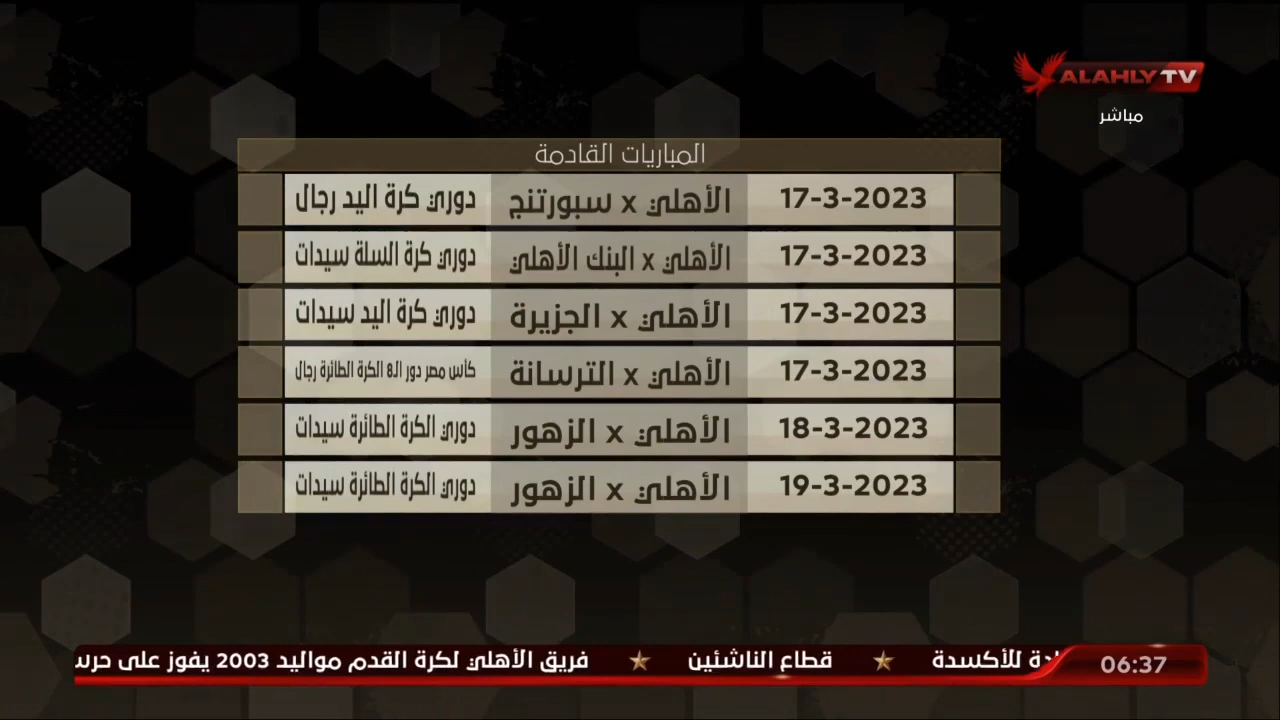 ALAHLY TV
مباشر
المباريات القادمة
17-3-2023 الأهلي x سبورتنج دوري كرة اليد رجال
17-3-2023 الأهلي x البنك الأهلي دوري كرة السلة سيدات
17-3-2023 الأهلي x الجزيرة دوري كرة اليد سيدات
17-3-2023 الأهلي x الترسانة كأس مصر دور الـ8 الكرة الطائرة رجال
18-3-2023 الأهلي x الزهور دوري الكرة الطائرة سيدات
19-3-2023 الأهلي x الزهور دوري الكرة الطائرة سيدات
06:37 للأكسدة قطاع الناشئين فريق الأهلي لكرة القدم مواليد 2003 يفوز على